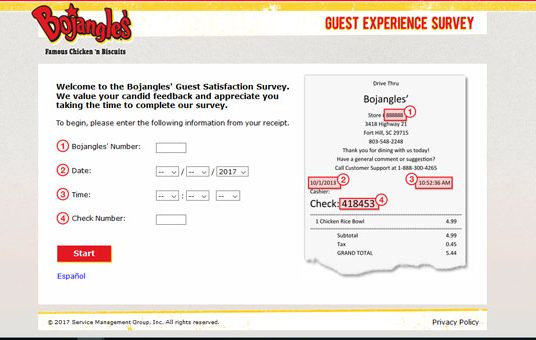 Bojangles'
Famous Chicken 'n Biscuits
GUEST EXPERIENCE SURVEY
Welcome to the Bojangles' Guest Satisfaction Survey.
We value your candid feedback and appreciate you
taking the time to complete our survey.
To begin, please enter the following information from your receipt.
1 Bojangles' Number:
2 Date: -- / -- / 2017
3 Time: -- : -- --
4 Check Number:
Start
Español
Drive Thru
Bojangles'
Store #888888 1
3418 Highway 21
Fort Hill, SC 29715
803-548-2248
Thank you for dining with us today!
Have a general comment or suggestion?
Call Customer Support at 1-888-300-4265
10/1/2013 2 3 10:52:36 AM
Cashier:
Check: 418453 4
1 Chicken Rice Bowl 4.99
Subtotal 4.99
Tax 0.45
GRAND TOTAL 5.44
© 2017 Service Management Group, Inc. All rights reserved.
Privacy Policy